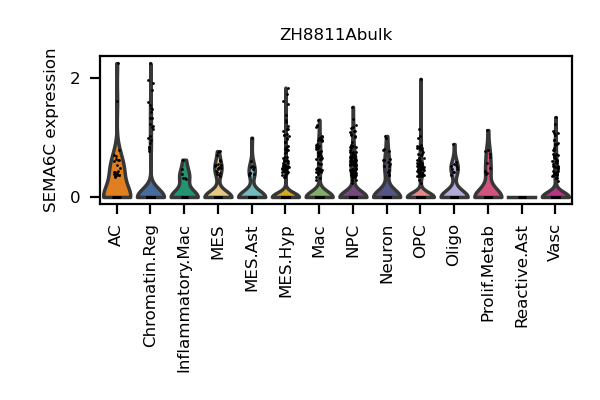 ZH8811Abulk
SEMA6C expression
2
0
AC
Chromatin.Reg
Inflammatory.Mac
MES
MES.Ast
MES.Hyp
Mac
NPC
Neuron
OPC
Oligo
Prolif.Metab
Reactive.Ast
Vasc